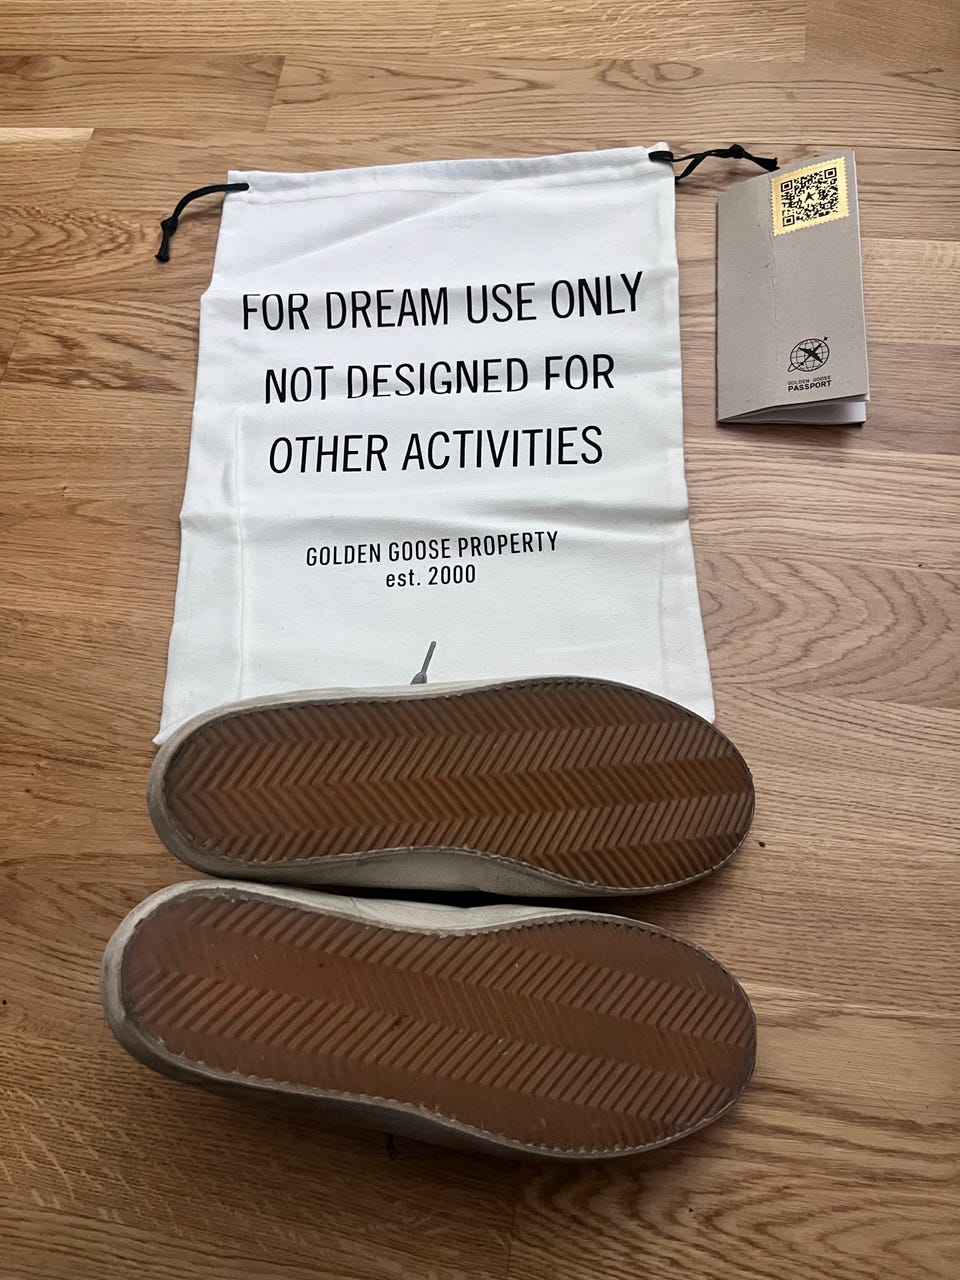 FOR DREAM USE ONLY
NOT DESIGNED FOR
OTHER ACTIVITIES
GOLDEN GOOSE PROPERTY
est. 2000
GOLDEN GOOSE
PASSPORT